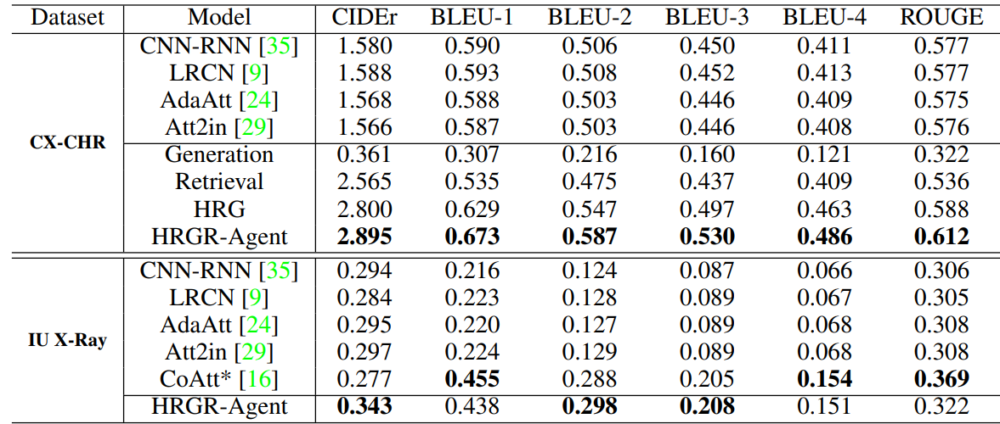 Dataset Model CIDEr BLEU-1 BLEU-2 BLEU-3 BLEU-4 ROUGE
CX-CHR
CNN-RNN [35] 1.580 0.590 0.506 0.450 0.411 0.577
LRCN [9] 1.588 0.593 0.508 0.452 0.413 0.577
AdaAtt [24] 1.568 0.588 0.503 0.446 0.409 0.575
Att2in [29] 1.566 0.587 0.503 0.446 0.408 0.576
Generation 0.361 0.307 0.216 0.160 0.121 0.322
Retrieval 2.565 0.535 0.475 0.437 0.409 0.536
HRG 2.800 0.629 0.547 0.497 0.463 0.588
HRGR-Agent 2.895 0.673 0.587 0.530 0.486 0.612
IU X-Ray
CNN-RNN [35] 0.294 0.216 0.124 0.087 0.066 0.306
LRCN [9] 0.284 0.223 0.128 0.089 0.067 0.305
AdaAtt [24] 0.295 0.220 0.127 0.089 0.068 0.308
Att2in [29] 0.297 0.224 0.129 0.089 0.068 0.308
CoAtt* [16] 0.277 0.455 0.288 0.205 0.154 0.369
HRGR-Agent 0.343 0.438 0.298 0.208 0.151 0.322